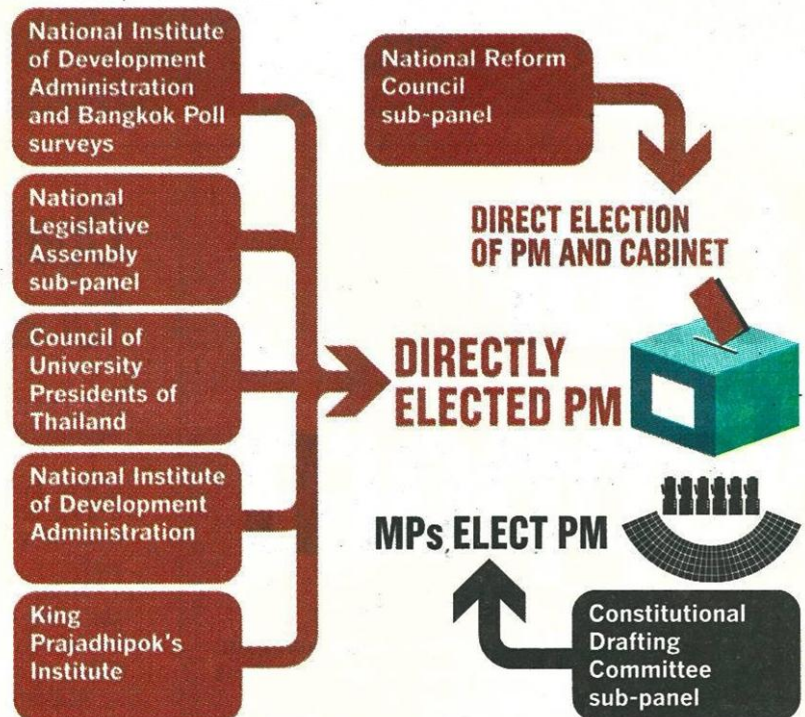 National Institute
of Development
Administration
and Bangkok Poll
surveys
National
Legislative
Assembly
sub-panel
Council of
University
Presidents of
Thailand
National Institute
of Development
Administration
King
Prajadhipok's
Institute
National Reform
Council
sub-panel
DIRECT ELECTION
OF PM AND CABINET
DIRECTLY
ELECTED PM
MPs ELECT PM
Constitutional
Drafting
Committee
sub-panel